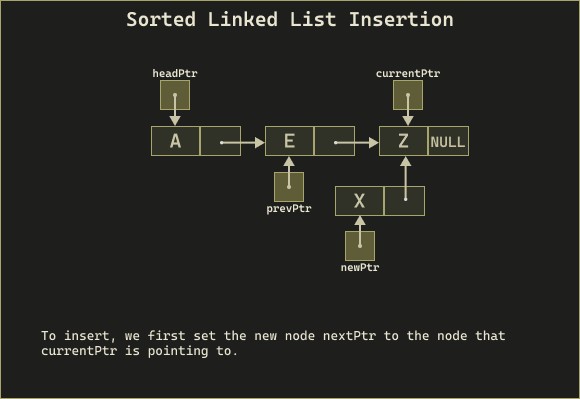 Sorted Linked List Insertion
headPtr
currentPtr
A
E
Z
NULL
prevPtr
X
newPtr
To insert, we first set the new node nextPtr to the node that
currentPtr is pointing to.